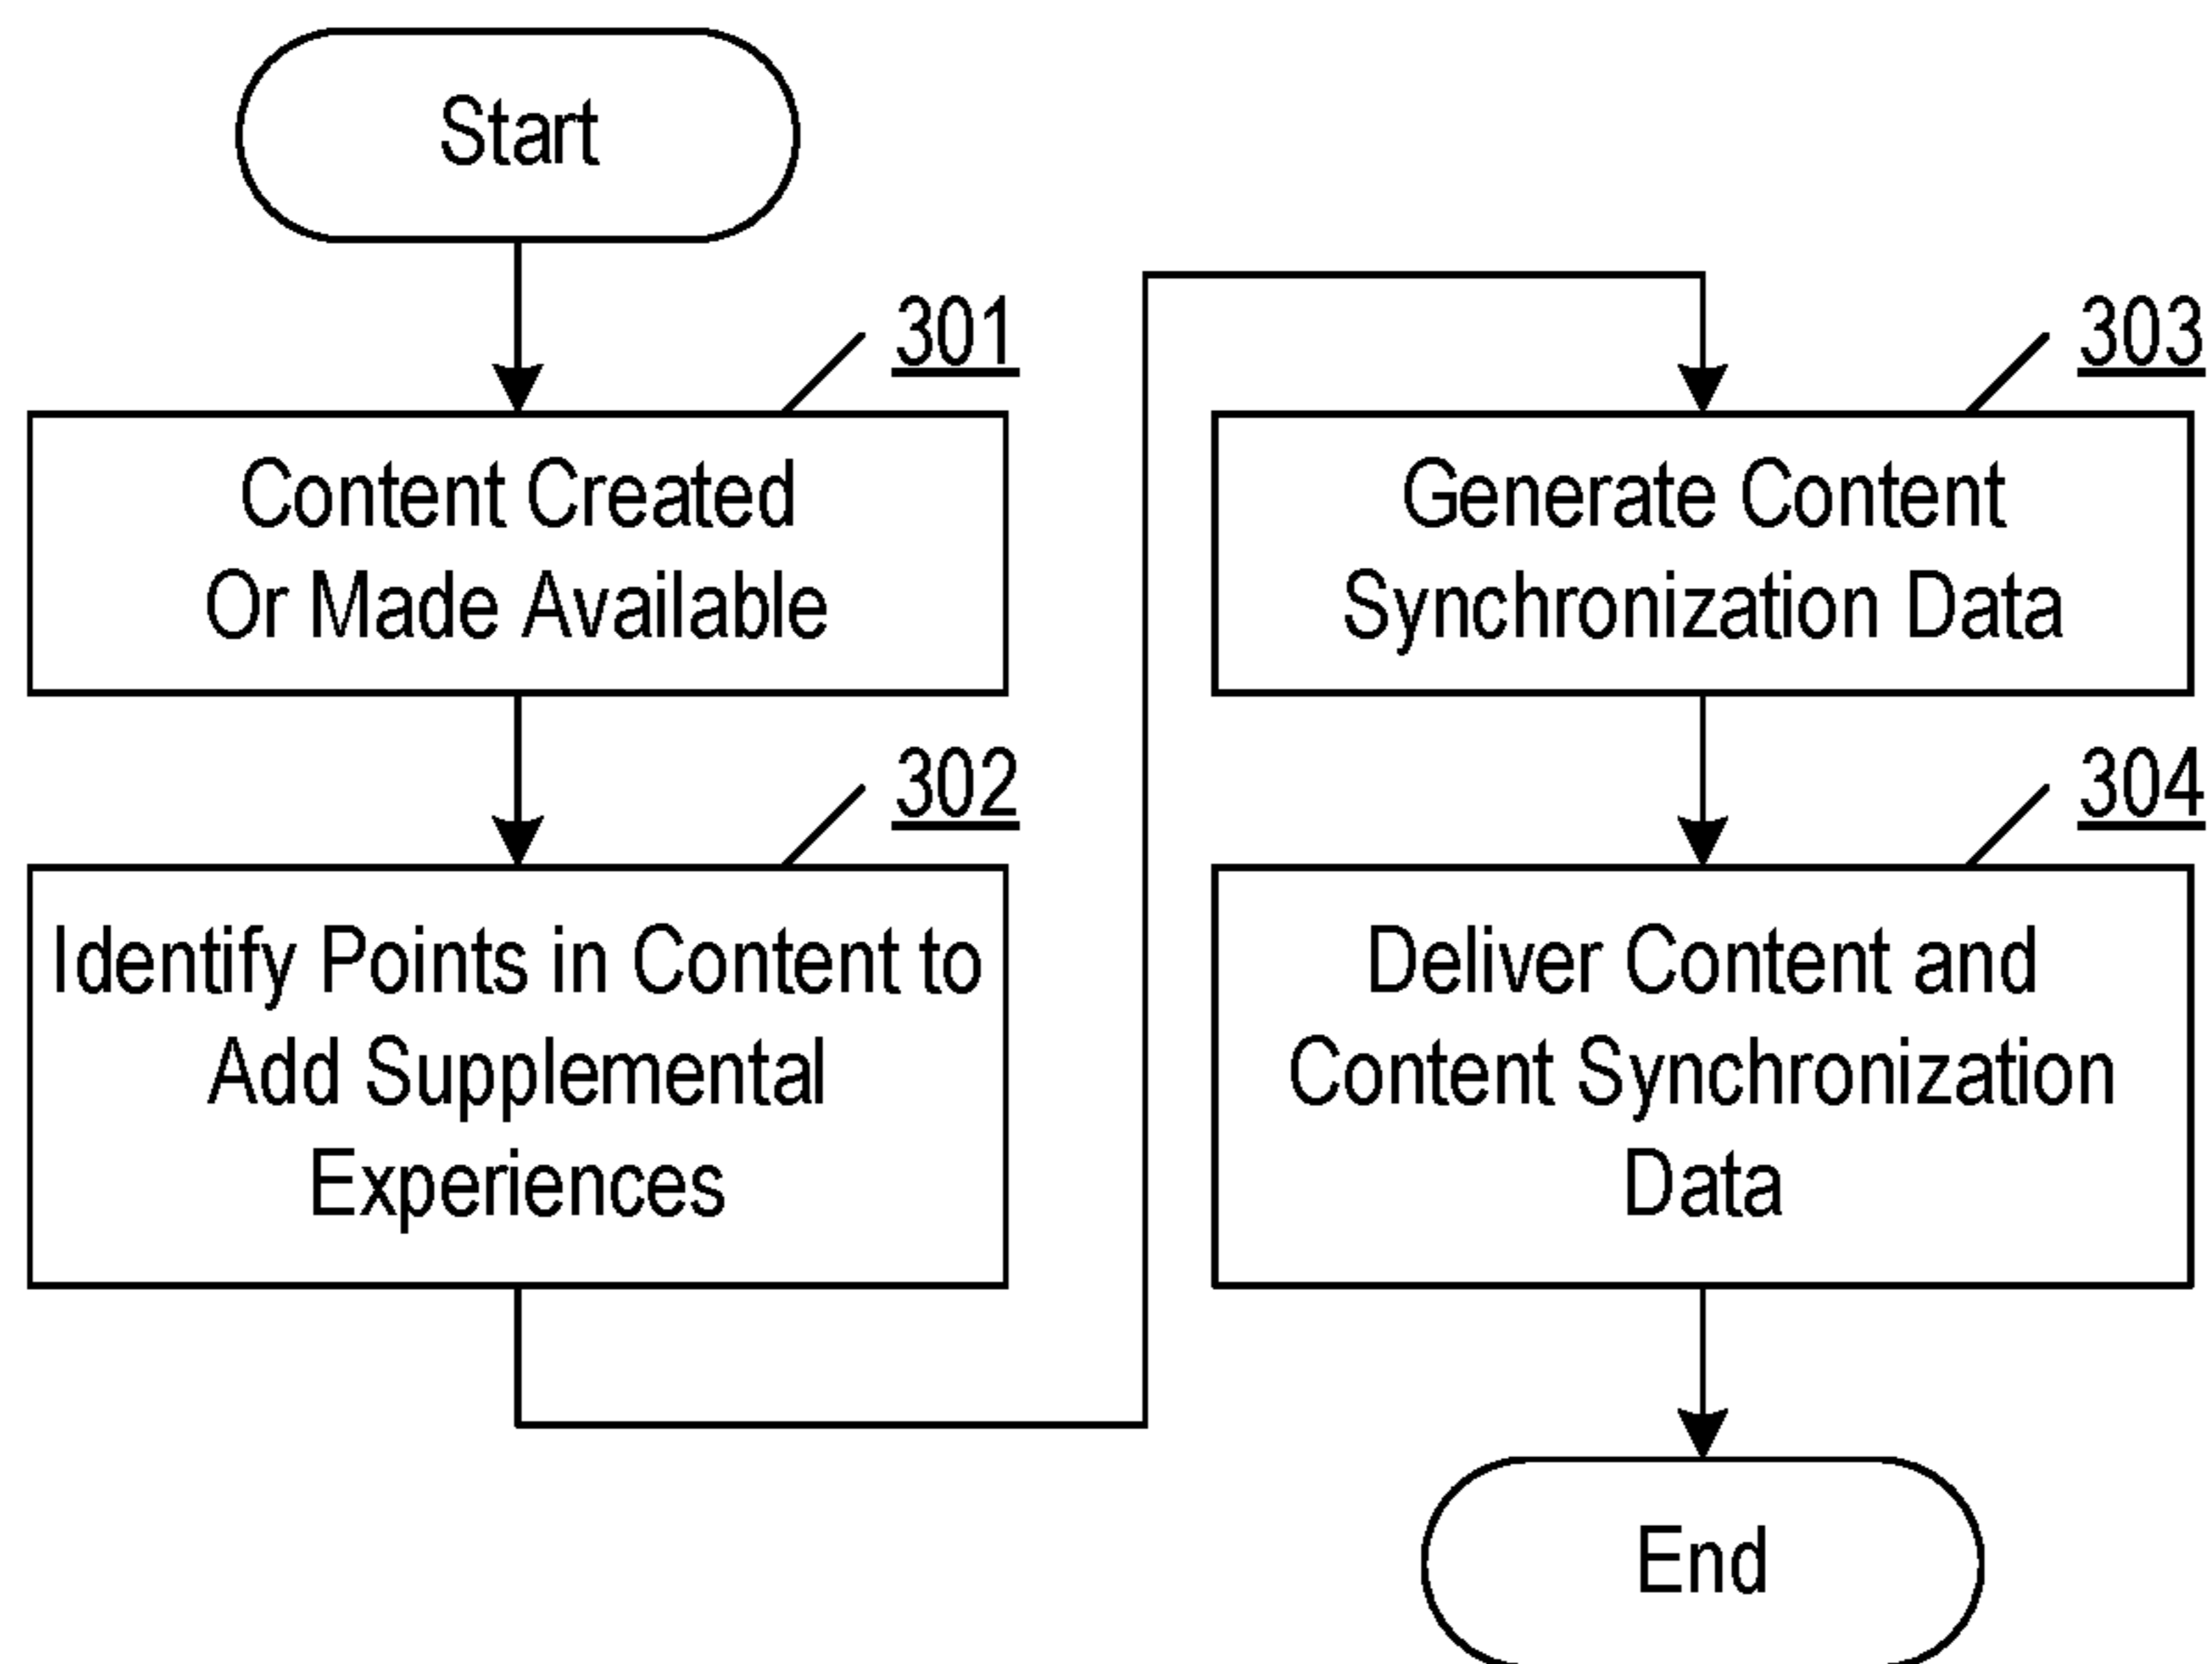 Start
301
Content Created
Or Made Available
302
Identify Points in Content to
Add Supplemental
Experiences
303
Generate Content
Synchronization Data
304
Deliver Content and
Content Synchronization
Data
End